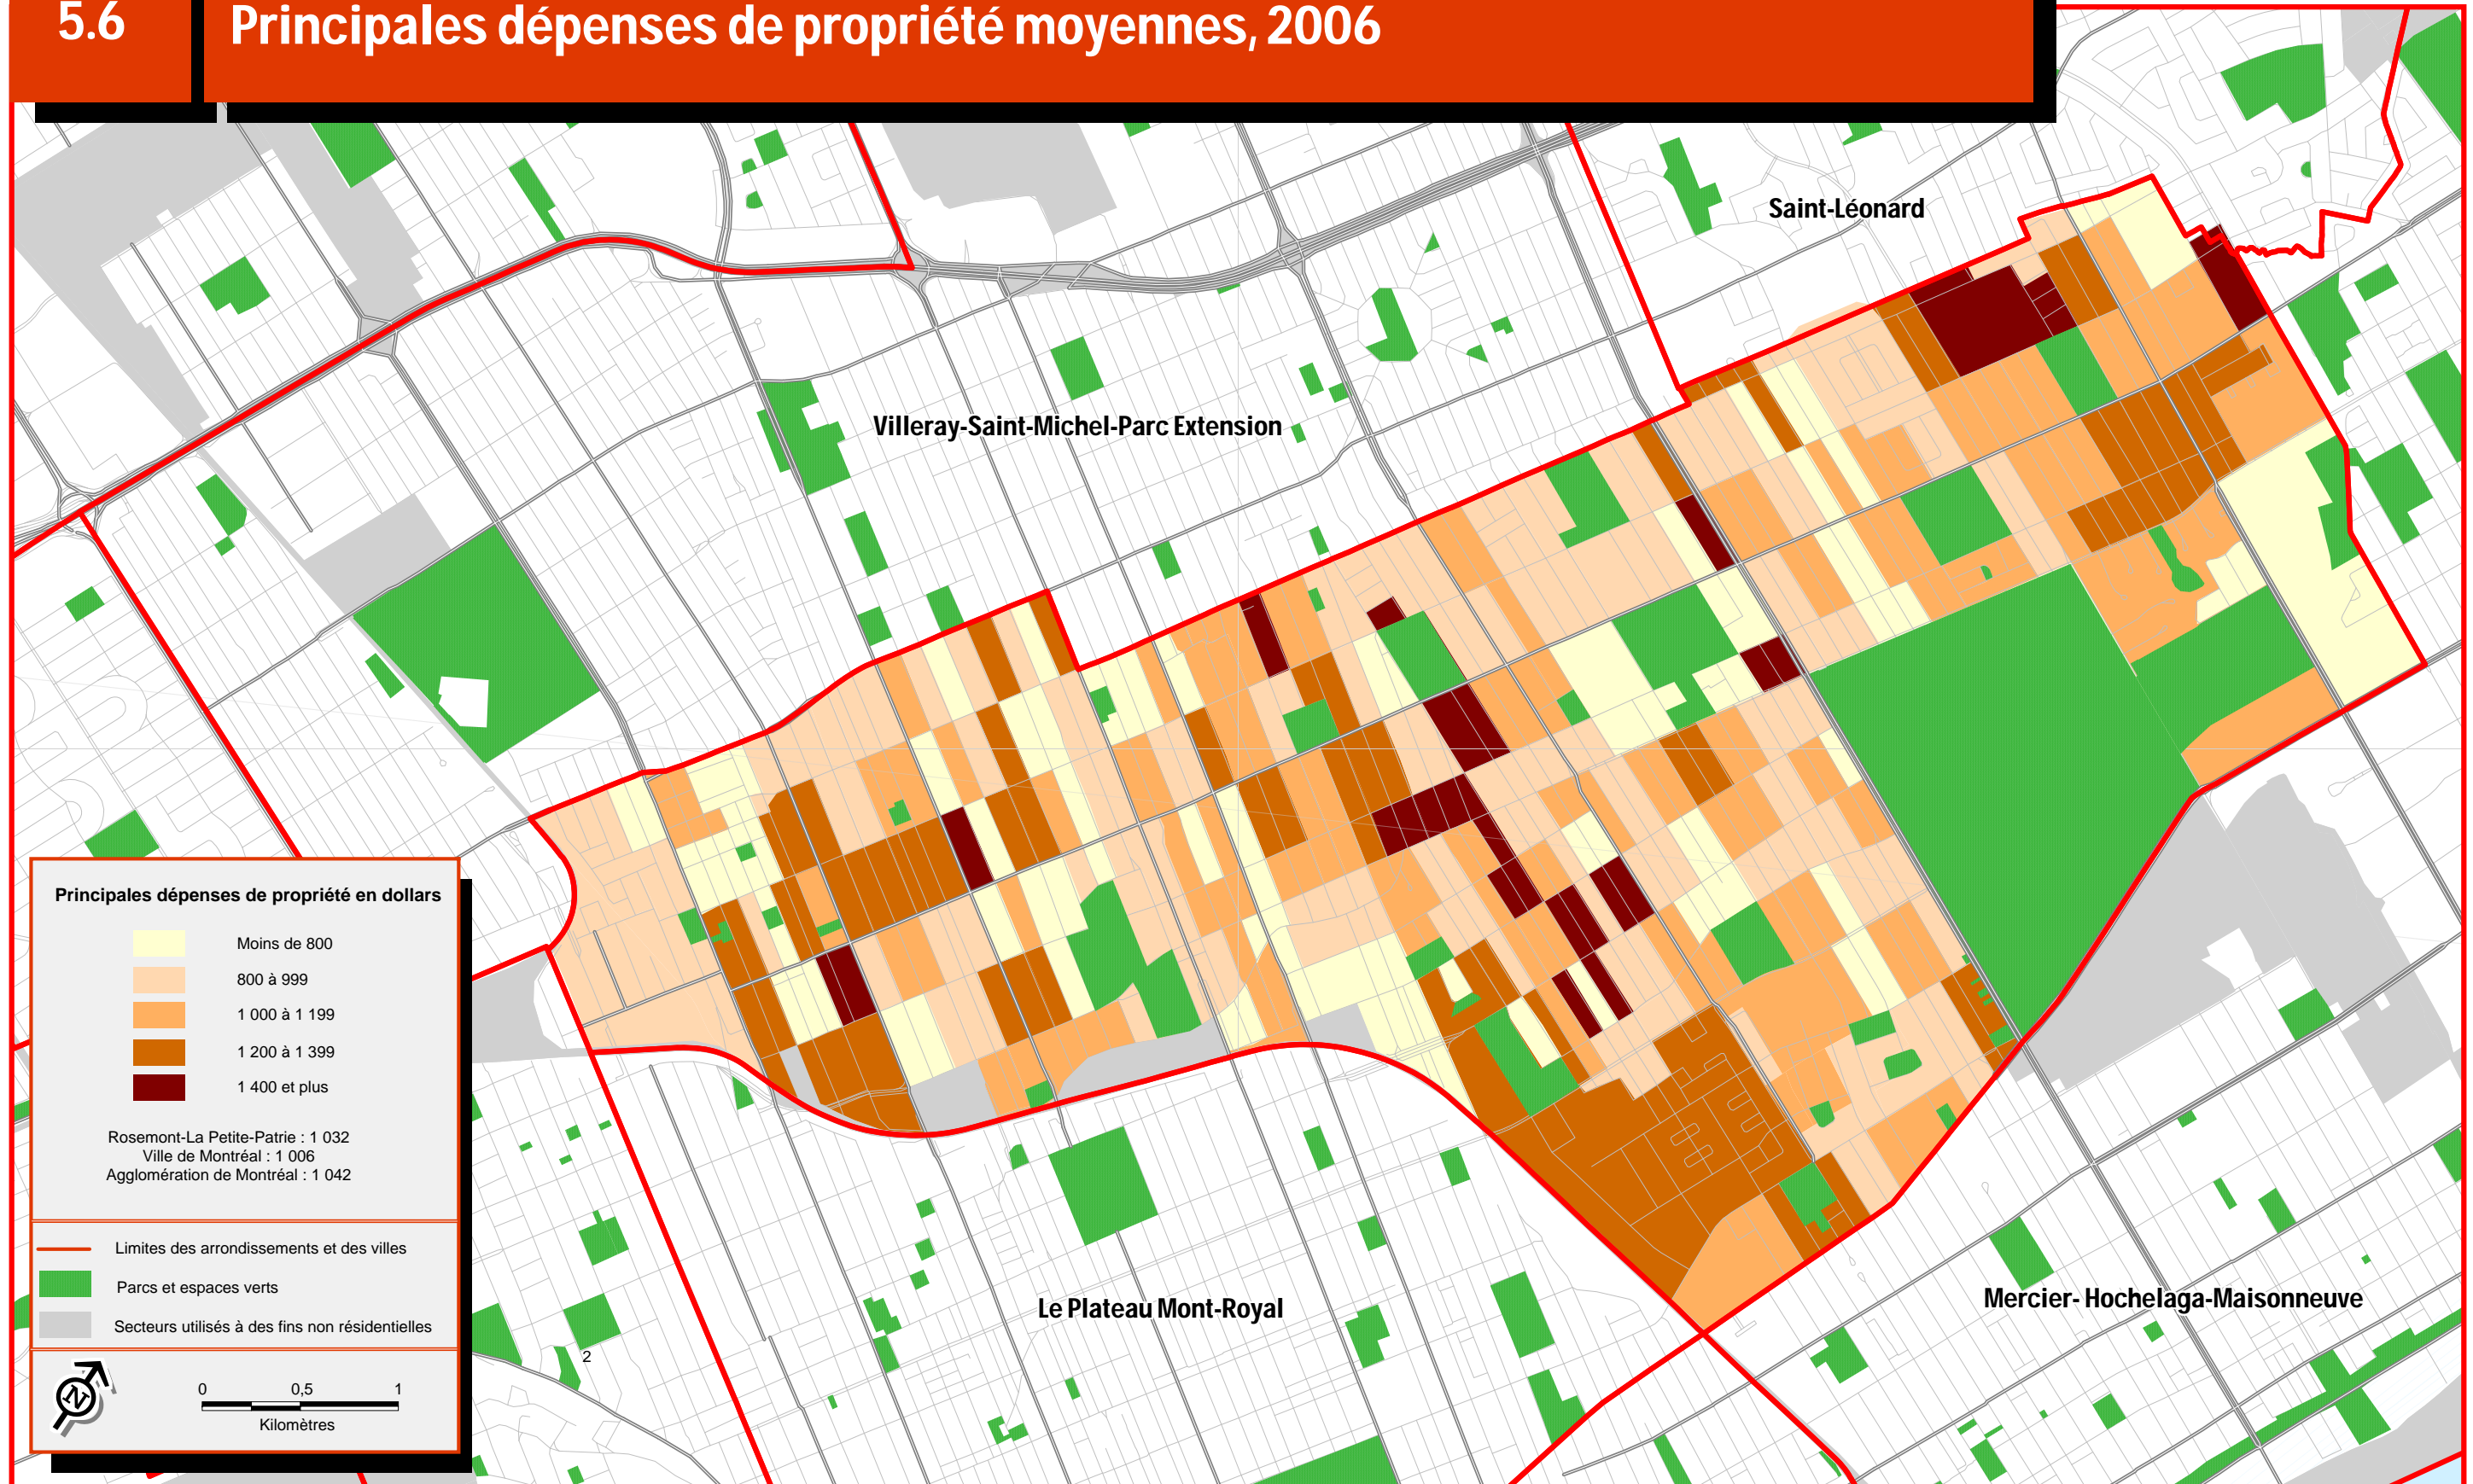 5.6
Principales dépenses de propriété moyennes, 2006
Saint-Léonard
Villeray-Saint-Michel-Parc Extension
Principales dépenses de propriété en dollars
Moins de 800
800 à 999
1 000 à 1 199
1 200 à 1 399
1 400 et plus
Rosemont-La Petite-Patrie : 1 032
Ville de Montréal : 1 006
Agglomération de Montréal : 1 042
Limites des arrondissements et des villes
Parcs et espaces verts
Secteurs utilisés à des fins non résidentielles
N
0 0,5 1
Kilomètres
2
Le Plateau Mont-Royal
Mercier- Hochelaga-Maisonneuve